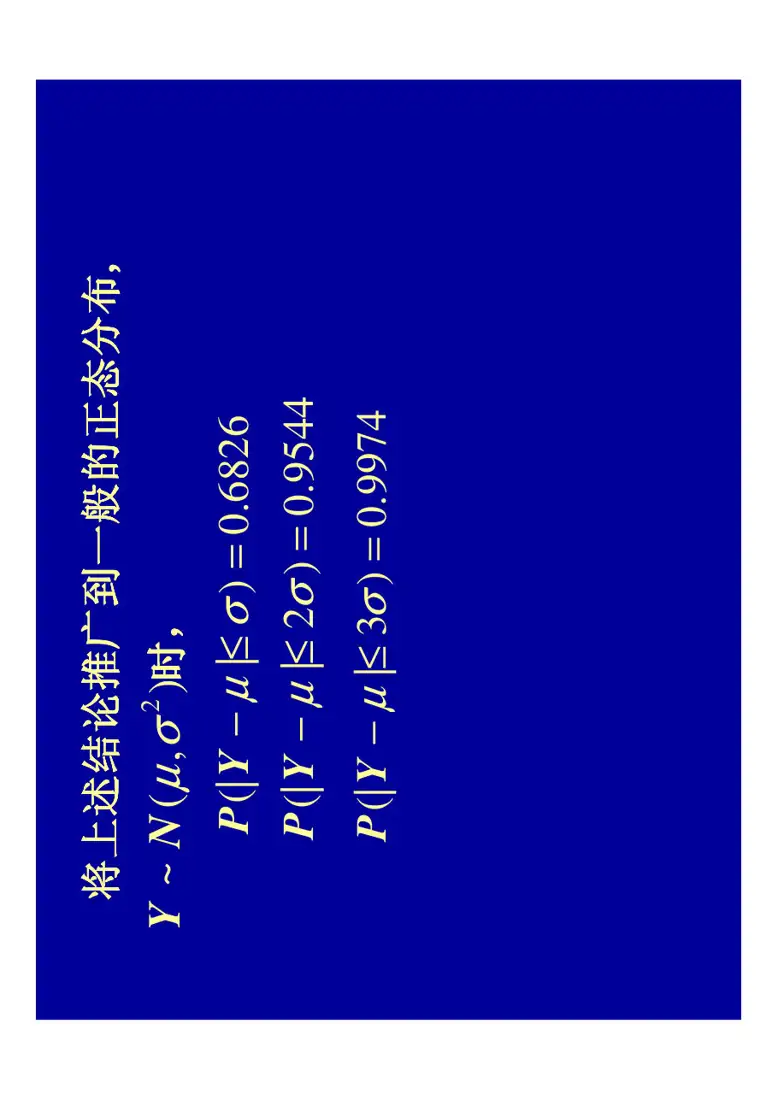 将上述结论推广到一般的正态分布,
Y ~ N(μ,σ²)时,
P(|Y − μ|≤ σ) = 0.6826
P(|Y − μ|≤ 2σ) = 0.9544
P(|Y − μ|≤ 3σ) = 0.9974